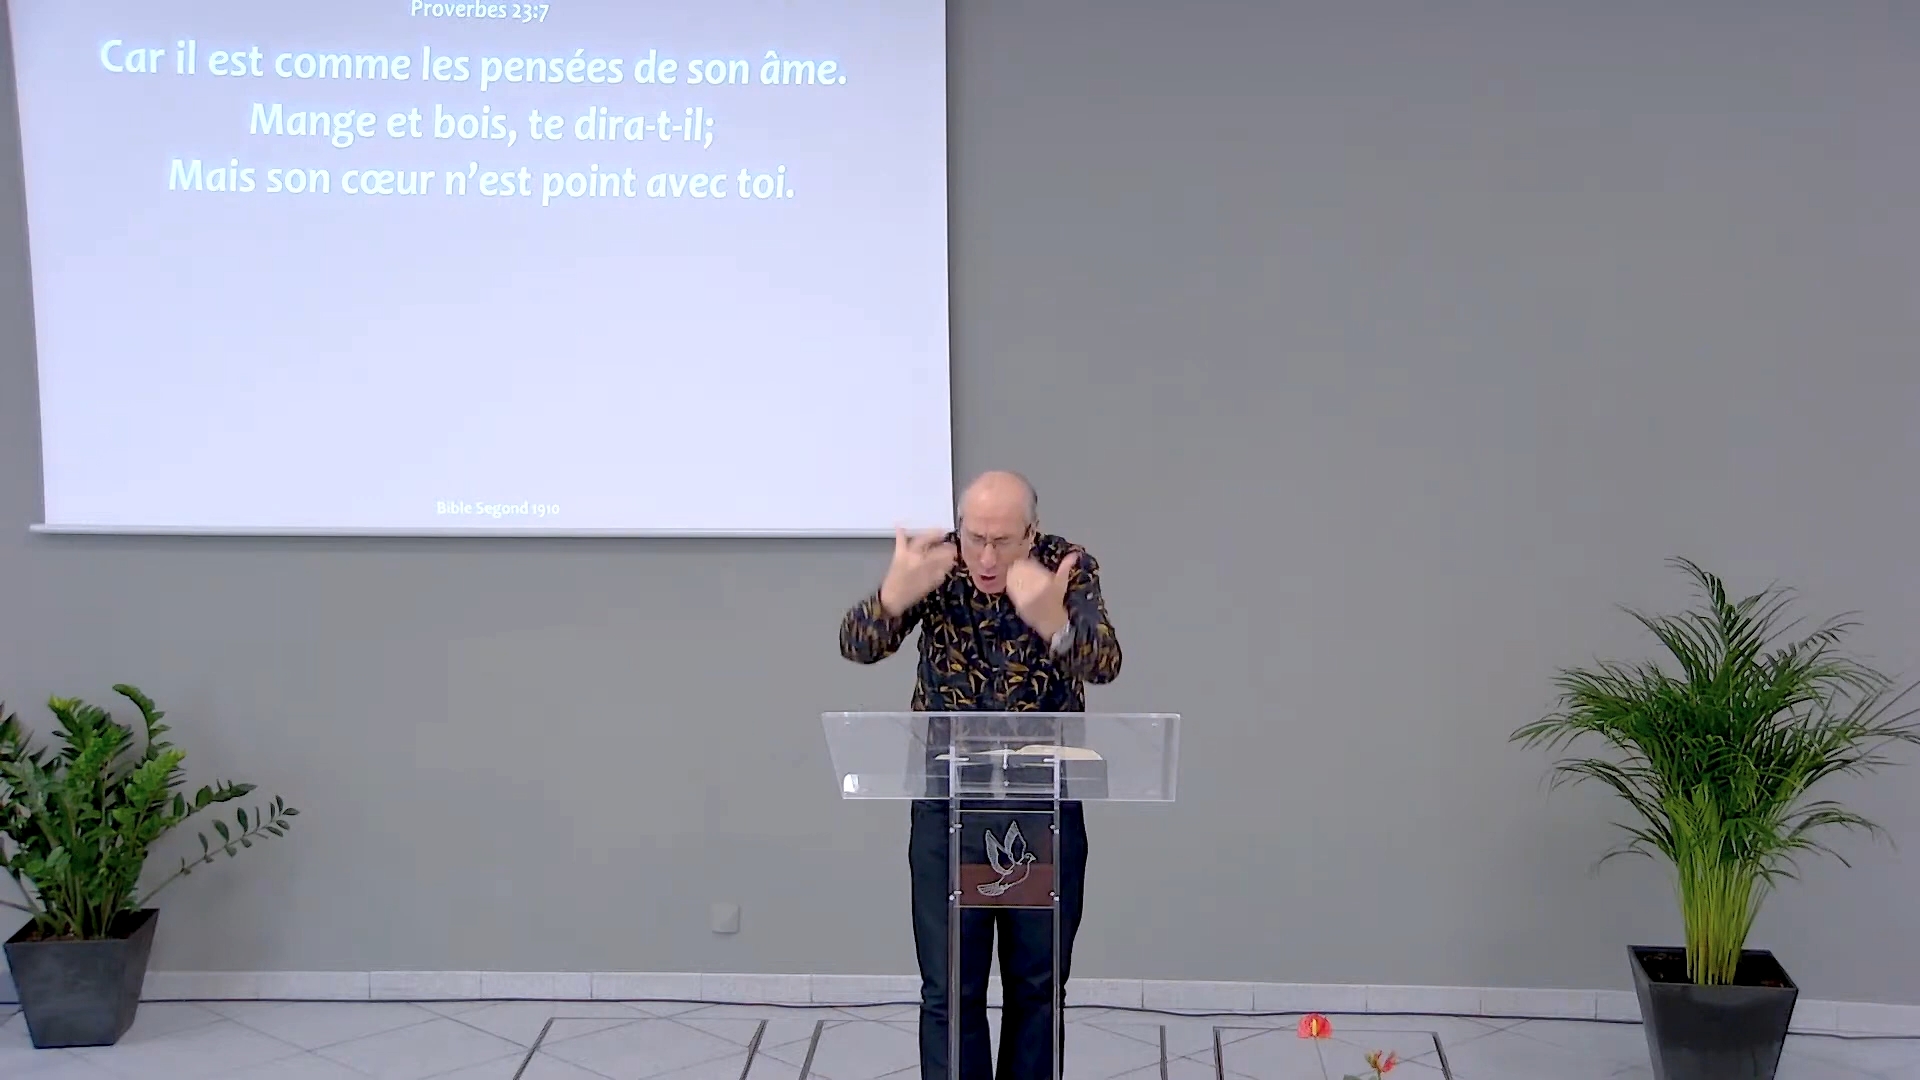 Proverbes 23:7
Car il est comme les pensées de son âme.
Mange et bois, te dira-t-il;
Mais son cœur n’est point avec toi.
Bible Segond 1910